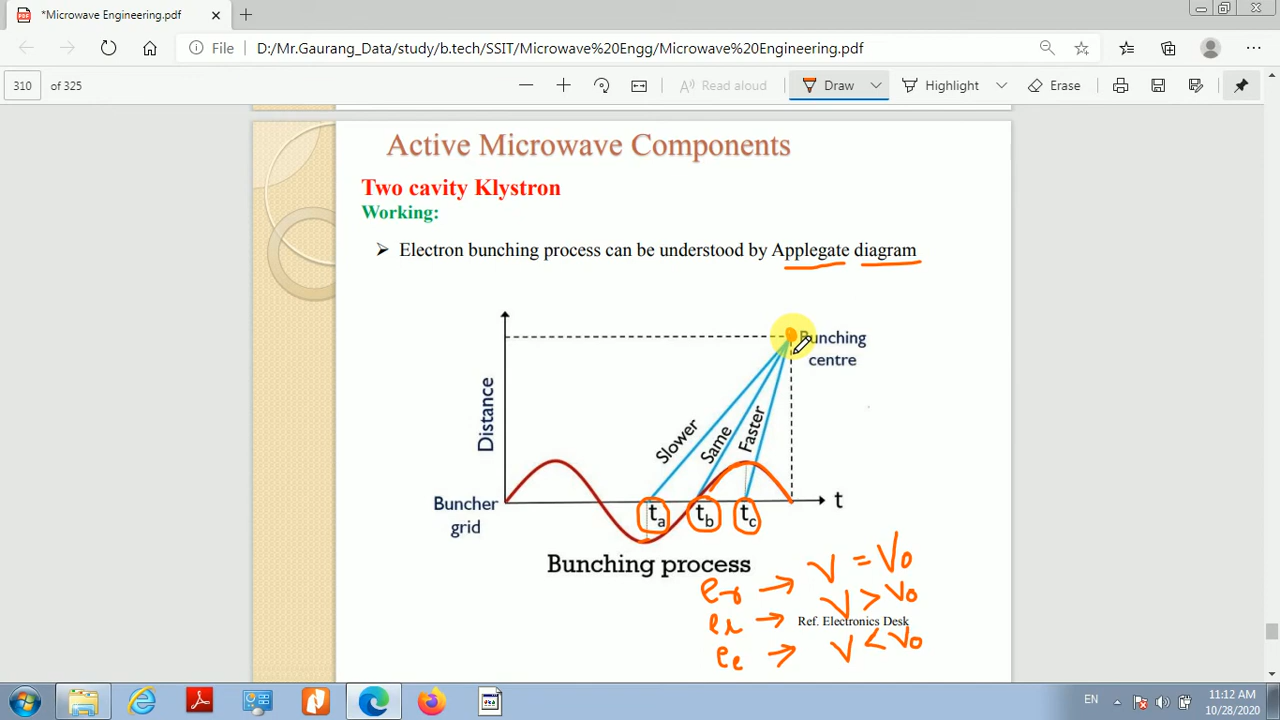 *Microwave Engineering.pdf
File
D:/Mr.Gaurang_Data/study/b.tech/SSIT/Microwave%20Engg/Microwave%20Engineering.pdf
310 of 325
Read aloud
Draw
Highlight
Erase
Active Microwave Components
Two cavity Klystron
Working:
Electron bunching process can be understood by Applegate diagram
Bunching
centre
Distance
Slower
Same
Faster
Buncher
grid
ta tb tc
t
Bunching process
er → V = V0
el → V > V0
Ref. Electronics Desk
ee → V < V0
EN
11:12 AM
10/28/2020